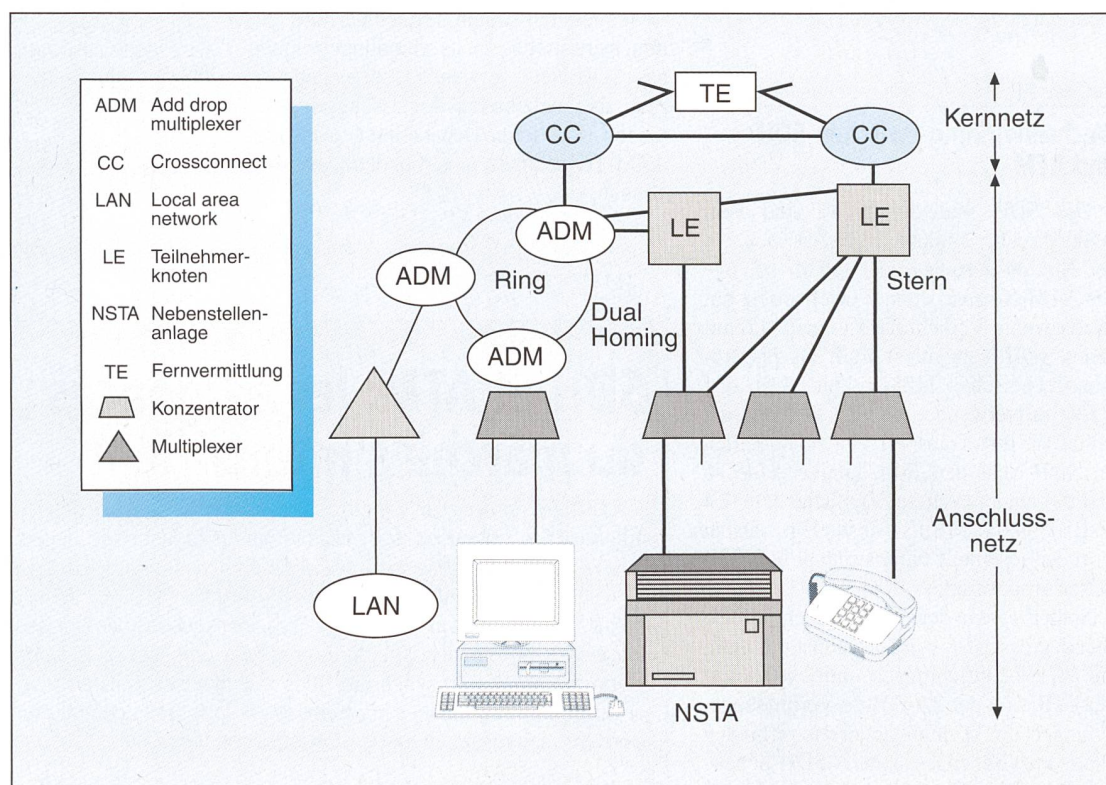 ADM Add drop
multiplexer
CC Crossconnect
LAN Local area
network
LE Teilnehmer-
knoten
NSTA Nebenstellen-
anlage
TE Fernvermittlung
Konzentrator
Multiplexer
TE
CC
CC
Kernnetz
LE
LE
ADM
ADM
Ring
Stern
Dual
Homing
ADM
Anschluss-
netz
LAN
NSTA